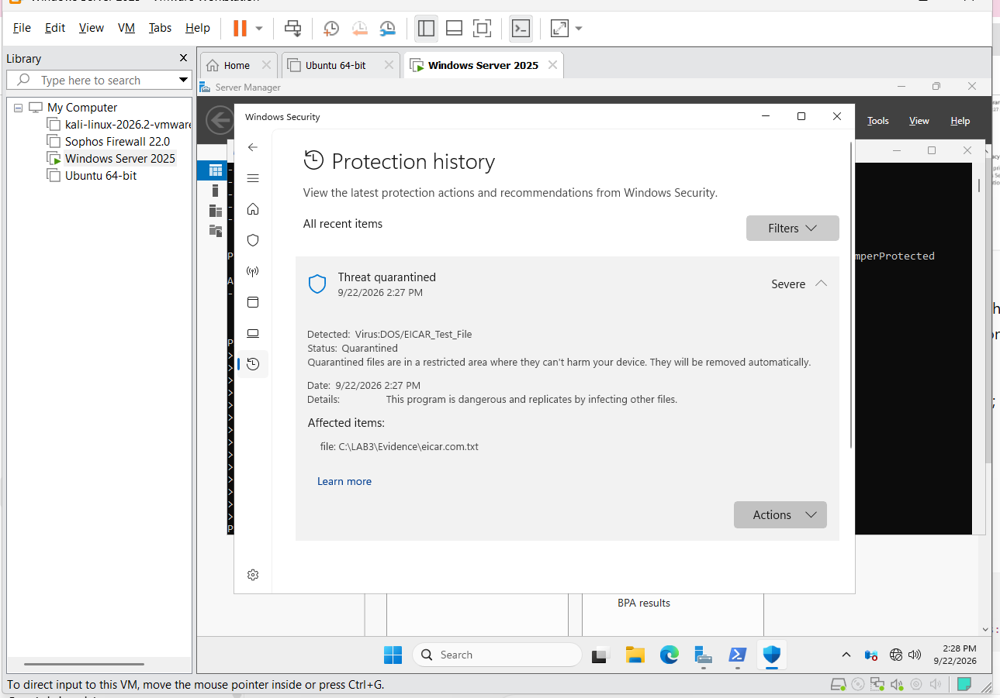 File Edit View VM Tabs Help
Library
Type here to search
My Computer
kali-linux-2026.2-vmware
Sophos Firewall 22.0
Windows Server 2025
Ubuntu 64-bit
Home
Ubuntu 64-bit
Windows Server 2025
Server Manager
Tools View Help
Windows Security
Protection history
View the latest protection actions and recommendations from Windows Security.
All recent items
Filters
Threat quarantined
9/22/2026 2:27 PM
Severe
Detected: Virus:DOS/EICAR_Test_File
Status: Quarantined
Quarantined files are in a restricted area where they can't harm your device. They will be removed automatically.
Date: 9/22/2026 2:27 PM
Details: This program is dangerous and replicates by infecting other files.
Affected items:
file: C:\LAB3\Evidence\eicar.com.txt
Learn more
Actions
mperProtected
BPA results
Search
2:28 PM
9/22/2026
To direct input to this VM, move the mouse pointer inside or press Ctrl+G.